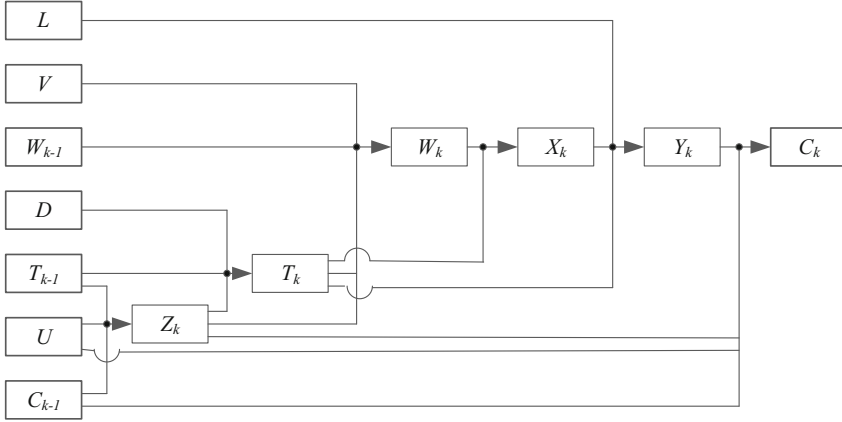 L
V
W_{k-1}
W_k
X_k
Y_k
C_k
D
T_{k-1}
T_k
U
Z_k
C_{k-1}